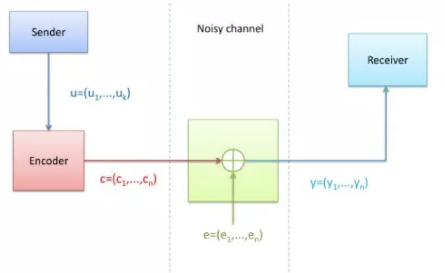 Sender
Noisy channel
Receiver
u=(u₁,...,uₖ)
Encoder
c=(c₁,...,cₙ)
y=(y₁,...,yₙ)
e=(e₁,...,eₙ)